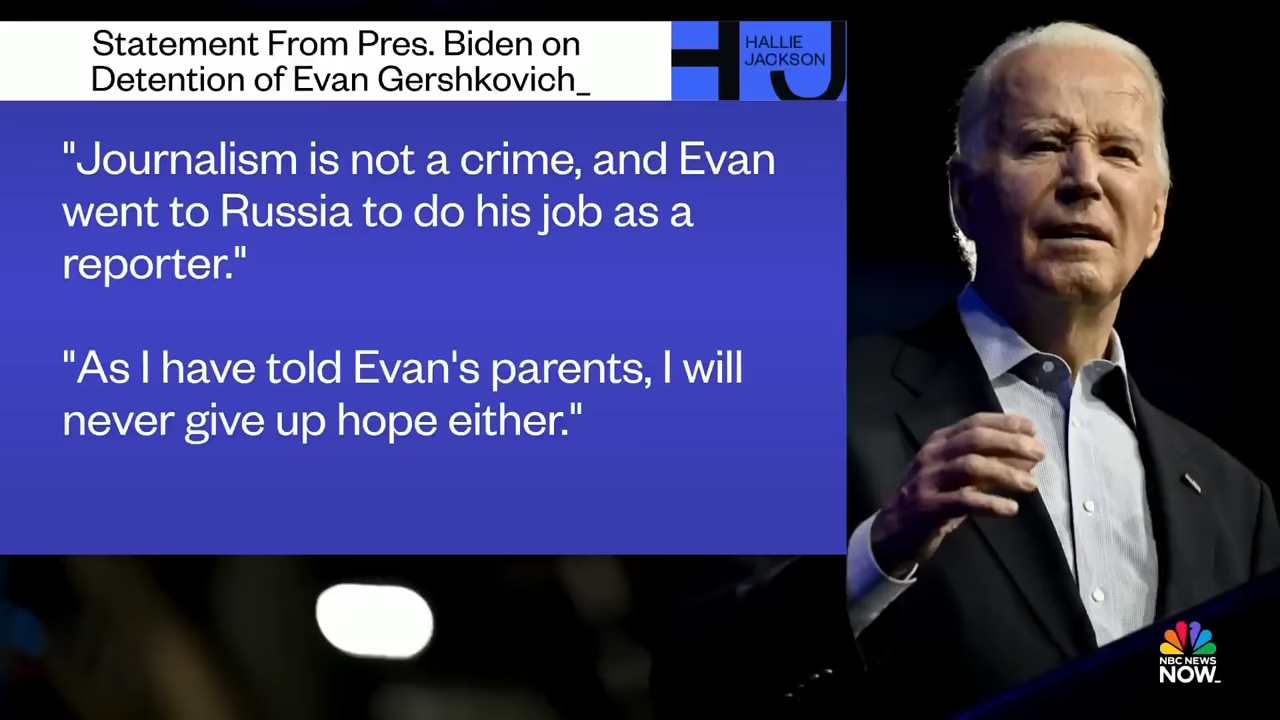 Statement From Pres. Biden on
Detention of Evan Gershkovich_
HALLIE
JACKSON
"Journalism is not a crime, and Evan
went to Russia to do his job as a
reporter."
"As I have told Evan's parents, I will
never give up hope either."
NBC NEWS
NOW_